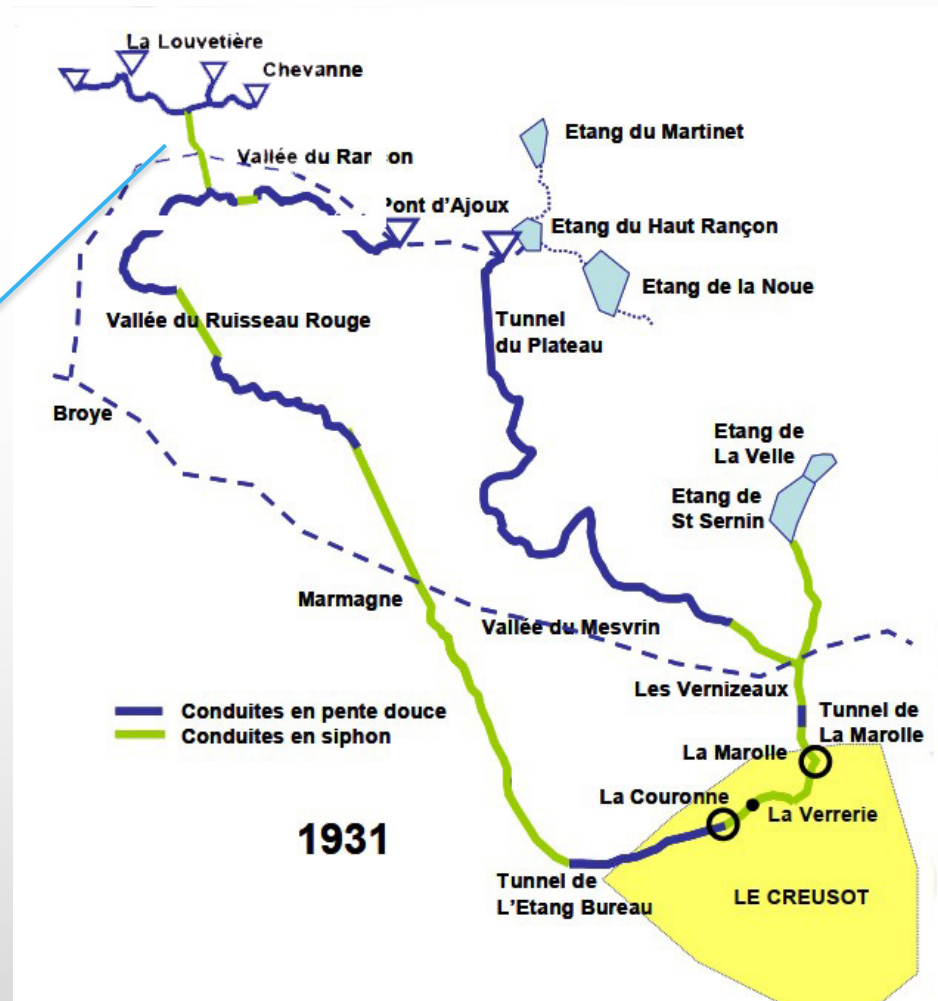 La Louvetière
Chevanne
Etang du Martinet
Vallée du Ran on
Pont d'Ajoux
Etang du Haut Rançon
Etang de la Noue
Vallée du Ruisseau Rouge
Tunnel
du Plateau
Broye
Etang de
La Velle
Etang de
St Sernin
Marmagne
Vallée du Mesvrin
Les Vernizeaux
Conduites en pente douce
Conduites en siphon
Tunnel de
La Marolle
La Marolle
La Couronne
La Verrerie
1931
Tunnel de
L'Etang Bureau
LE CREUSOT